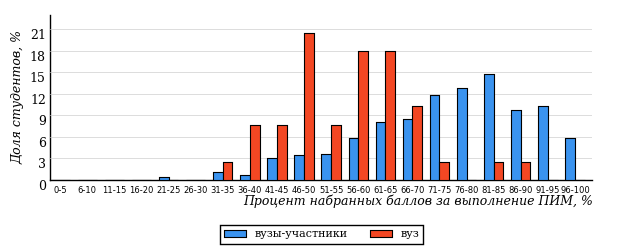 Доля студентов, %
21
18
15
12
9
6
3
0
0-5 6-10 11-15 16-20 21-25 26-30 31-35 36-40 41-45 46-50 51-55 56-60 61-65 66-70 71-75 76-80 81-85 86-90 91-95 96-100
Процент набранных баллов за выполнение ПИМ, %
вузы-участники вуз